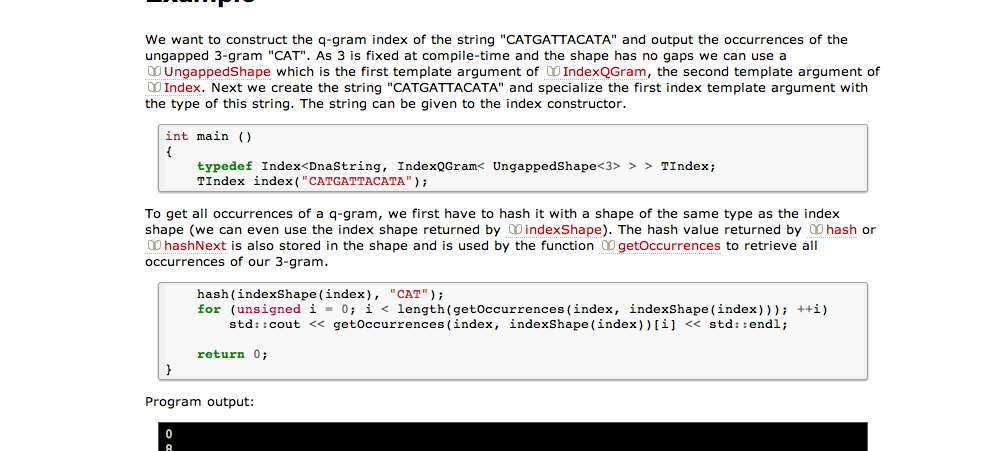 Example
We want to construct the q-gram index of the string "CATGATTACATA" and output the occurrences of the
ungapped 3-gram "CAT". As 3 is fixed at compile-time and the shape has no gaps we can use a
UngappedShape which is the first template argument of IndexQGram, the second template argument of
Index. Next we create the string "CATGATTACATA" and specialize the first index template argument with
the type of this string. The string can be given to the index constructor.
int main ()
{
    typedef Index<DnaString, IndexQGram< UngappedShape<3> > > TIndex;
    TIndex index("CATGATTACATA");
To get all occurrences of a q-gram, we first have to hash it with a shape of the same type as the index
shape (we can even use the index shape returned by indexShape). The hash value returned by hash or
hashNext is also stored in the shape and is used by the function getOccurrences to retrieve all
occurrences of our 3-gram.
    hash(indexShape(index), "CAT");
    for (unsigned i = 0; i < length(getOccurrences(index, indexShape(index))); ++i)
        std::cout << getOccurrences(index, indexShape(index))[i] << std::endl;
    return 0;
}
Program output:
0
8